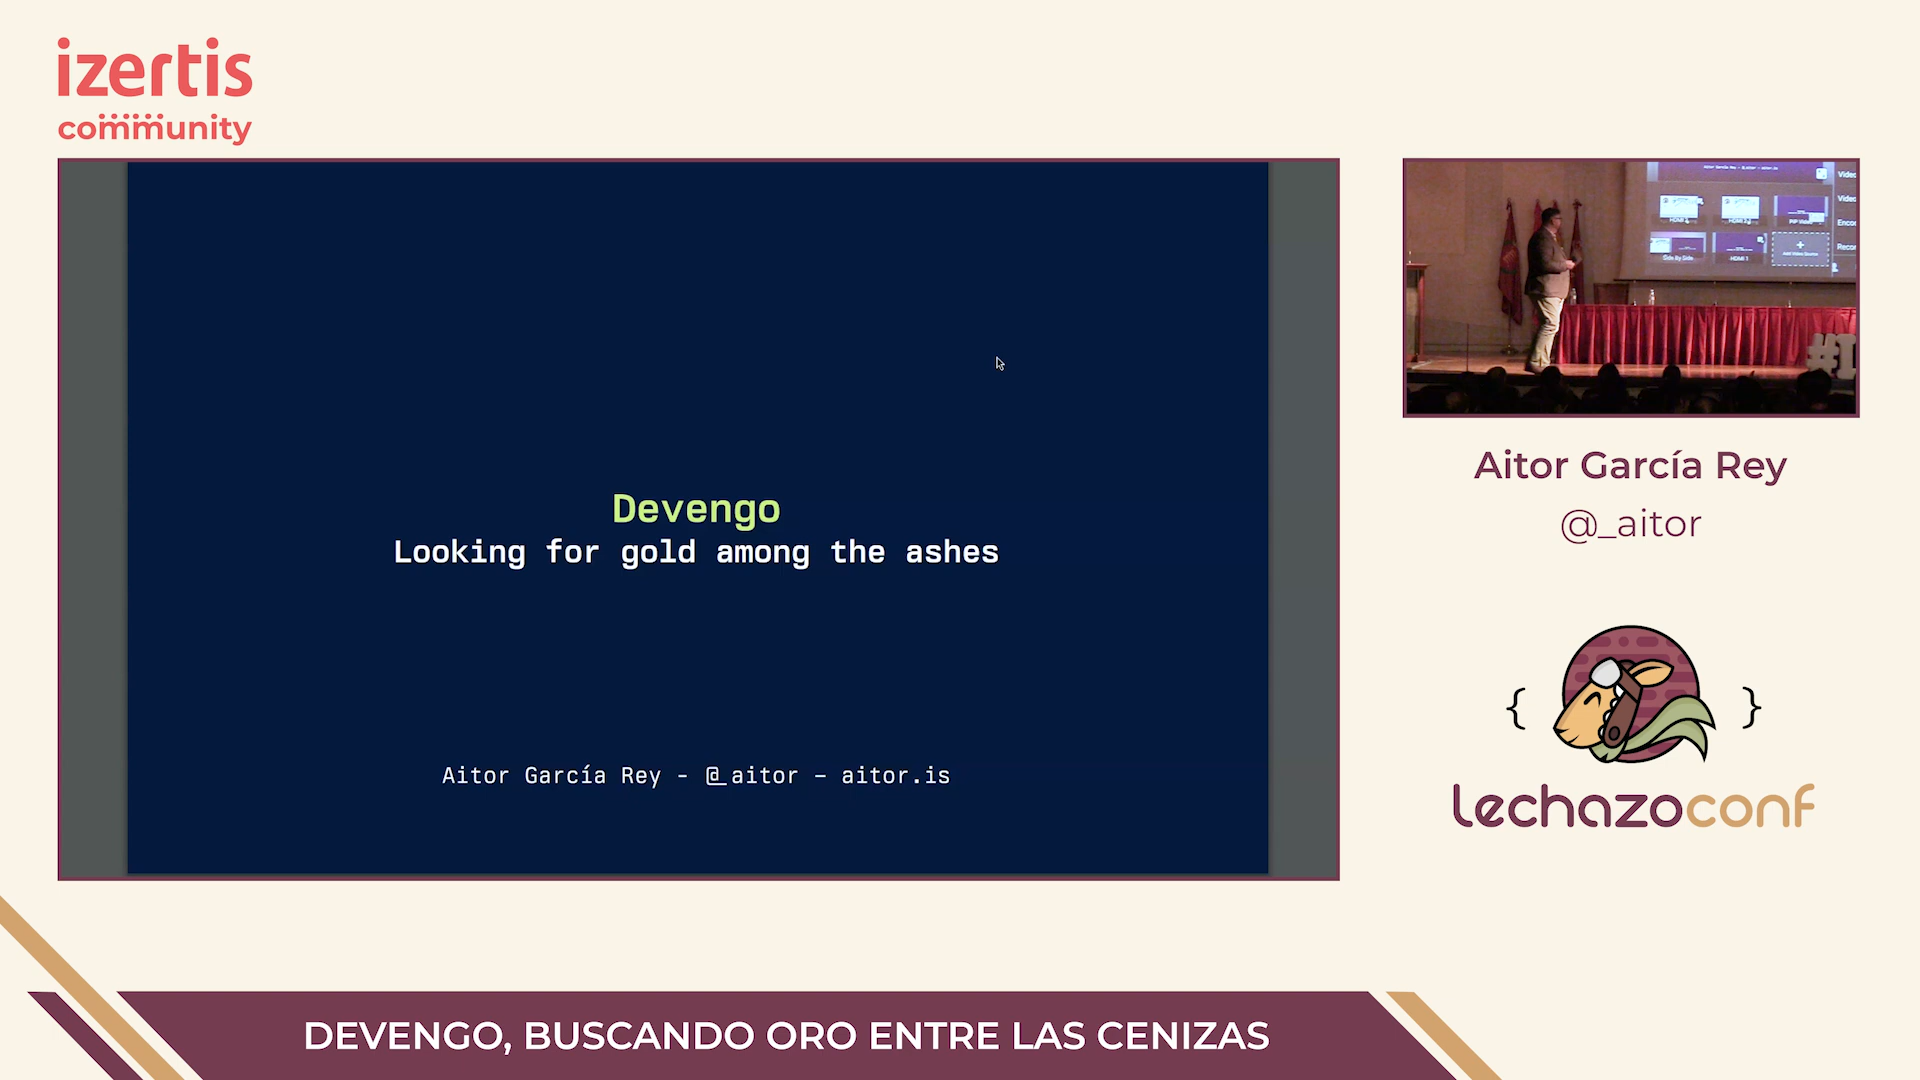 izertis
community
Devengo
Looking for gold among the ashes
Aitor García Rey - @_aitor – aitor.is
Aitor García Rey
@_aitor
{ }
lechazoconf
DEVENGO, BUSCANDO ORO ENTRE LAS CENIZAS